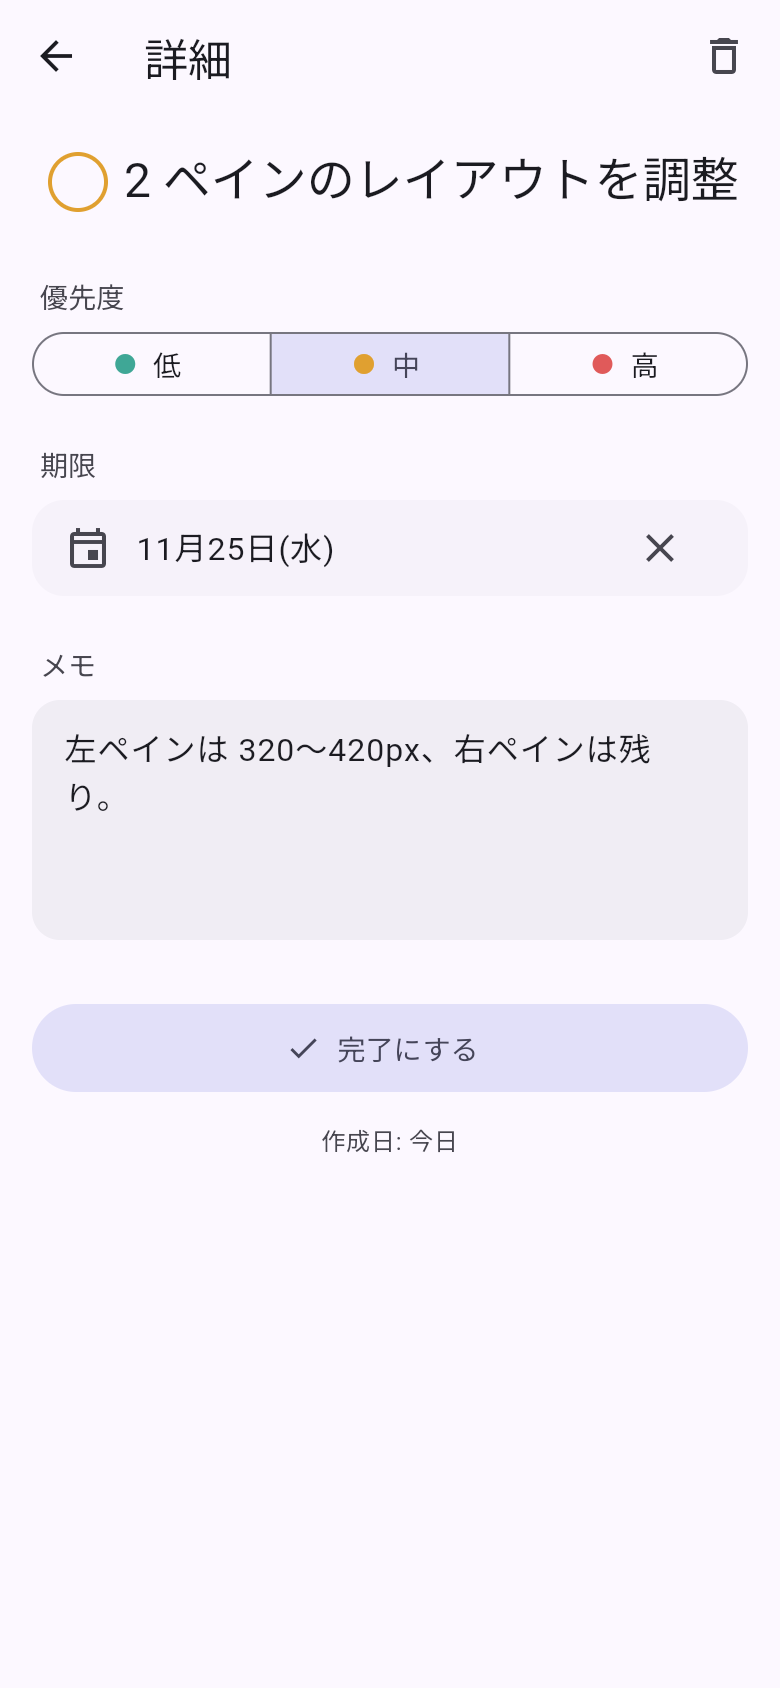 詳細
2 ペインのレイアウトを調整
優先度
低
中
高
期限
11月25日(水)
メモ
左ペインは 320〜420px、右ペインは残
り。
完了にする
作成日: 今日